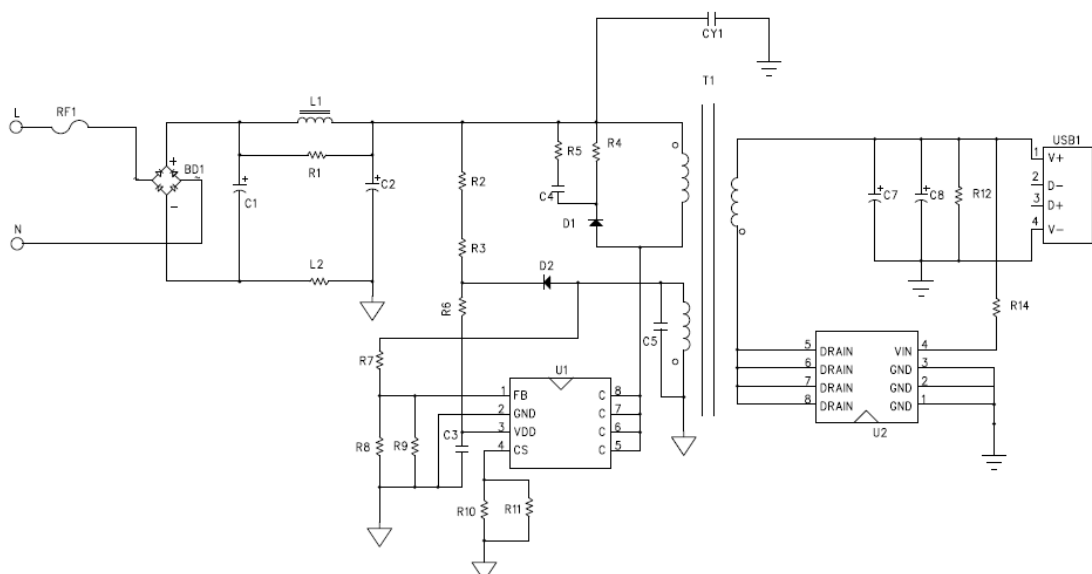 CY1
T1
L
RF1
L1
USB1
R5
R4
1 V+
BD1
R1
R2
C2
C7
C8
R12
2 D-
C1
C4
3 D+
D1
4 V-
N
R3
L2
D2
R6
R14
C5
R7
U1
5 DRAIN VIN 4
6 DRAIN GND 3
7 DRAIN GND 2
8 DRAIN GND 1
U2
1 FB C 8
2 GND C 7
3 VDD C 6
4 CS C 5
R8
R9
C3
R10
R11